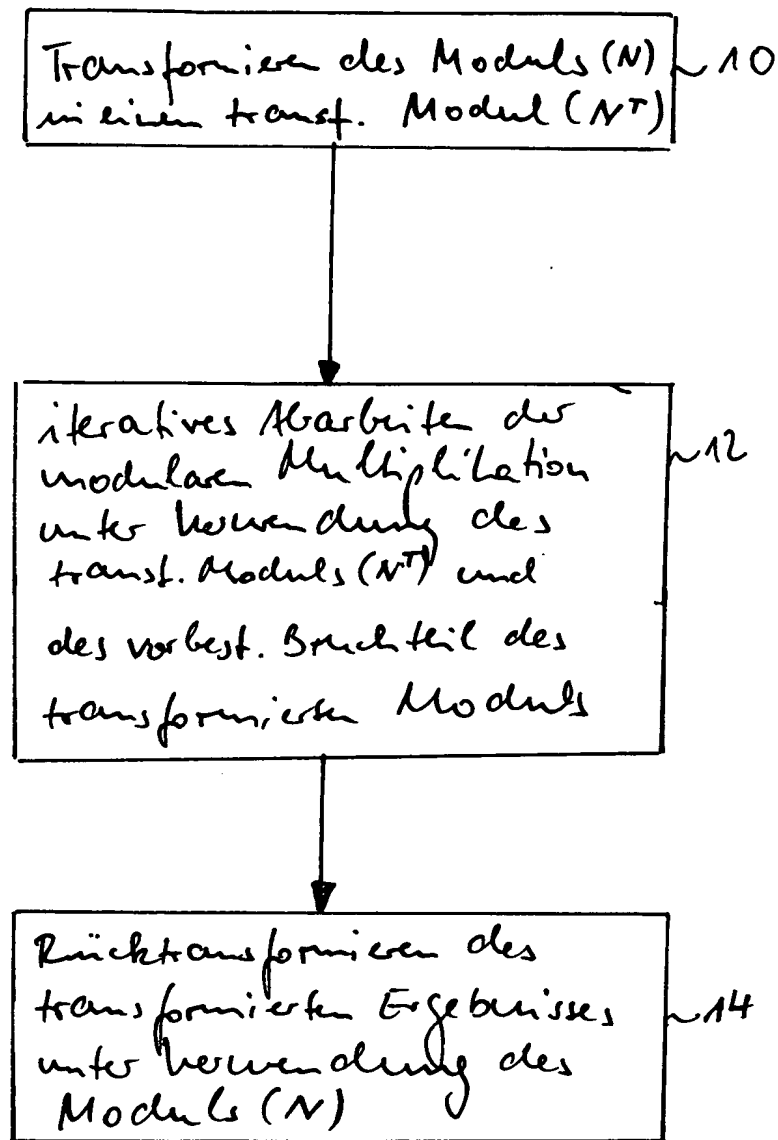 Transformieren des Moduls (N) ~ 10
in einen transf. Modul (N^T)
iteratives Abarbeiten der
modularen Multiplikation ~ 12
unter Verwendung des
transf. Moduls (N^T) und
des vorbest. Bruchteil des
transformierten Moduls
Rücktransformieren des
transformierten Ergebnisses ~ 14
unter Verwendung des
Moduls (N)